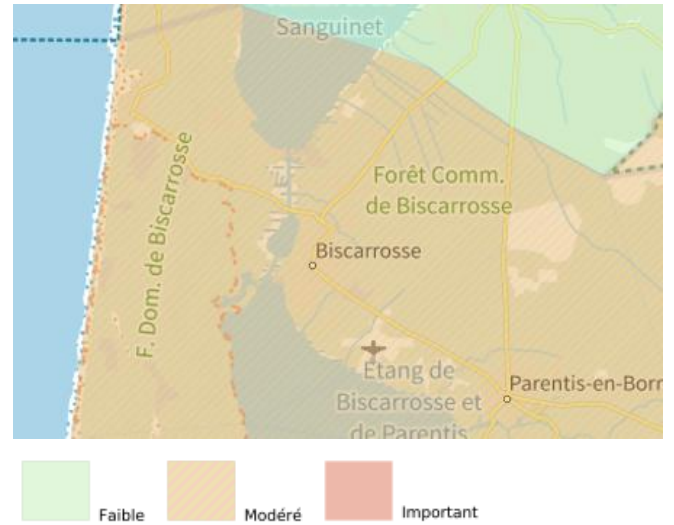 Sanguinet
F. Dom. de Biscarrosse
Forêt Comm.
de Biscarrosse
Biscarrosse
Etang de
Biscarrosse et
de Parentis
Parentis-en-Borr
Faible
Modéré
Important